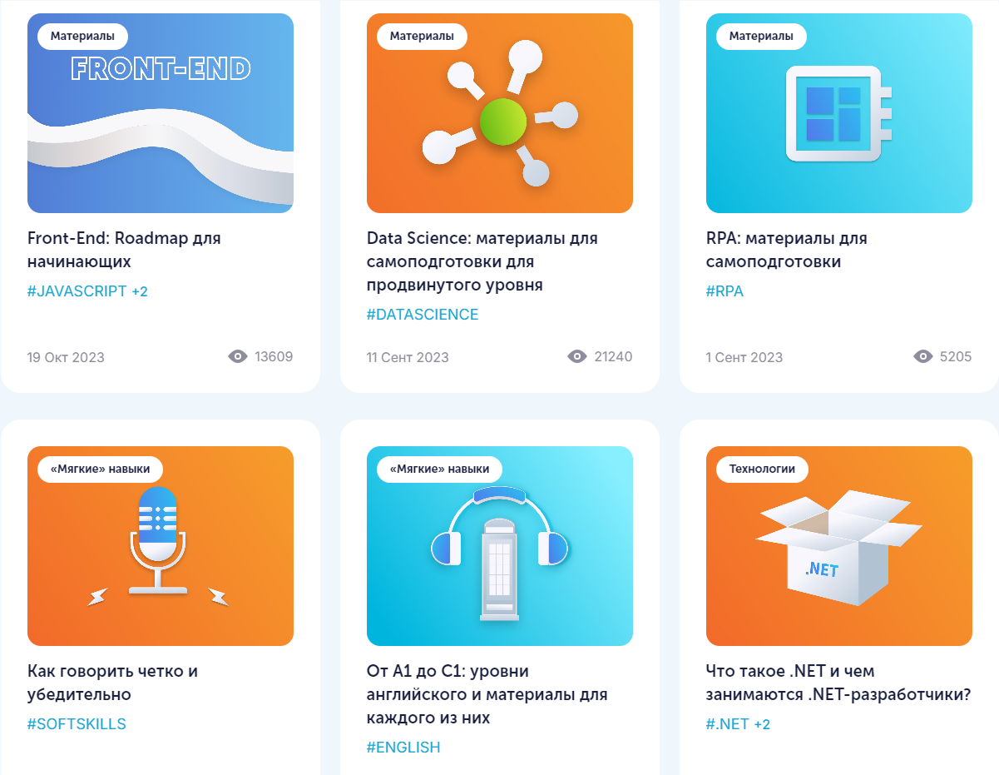 Материалы
FRONT-END
Front-End: Roadmap для
начинающих
#JAVASCRIPT +2
19 Окт 2023
13609
Материалы
Data Science: материалы для
самоподготовки для
продвинутого уровня
#DATASCIENCE
11 Сент 2023
21240
Материалы
RPA: материалы для
самоподготовки
#RPA
1 Сент 2023
5205
«Мягкие» навыки
Как говорить четко и
убедительно
#SOFTSKILLS
«Мягкие» навыки
От А1 до С1: уровни
английского и материалы для
каждого из них
#ENGLISH
Технологии
.NET
Что такое .NET и чем
занимаются .NET-разработчики?
#.NET +2